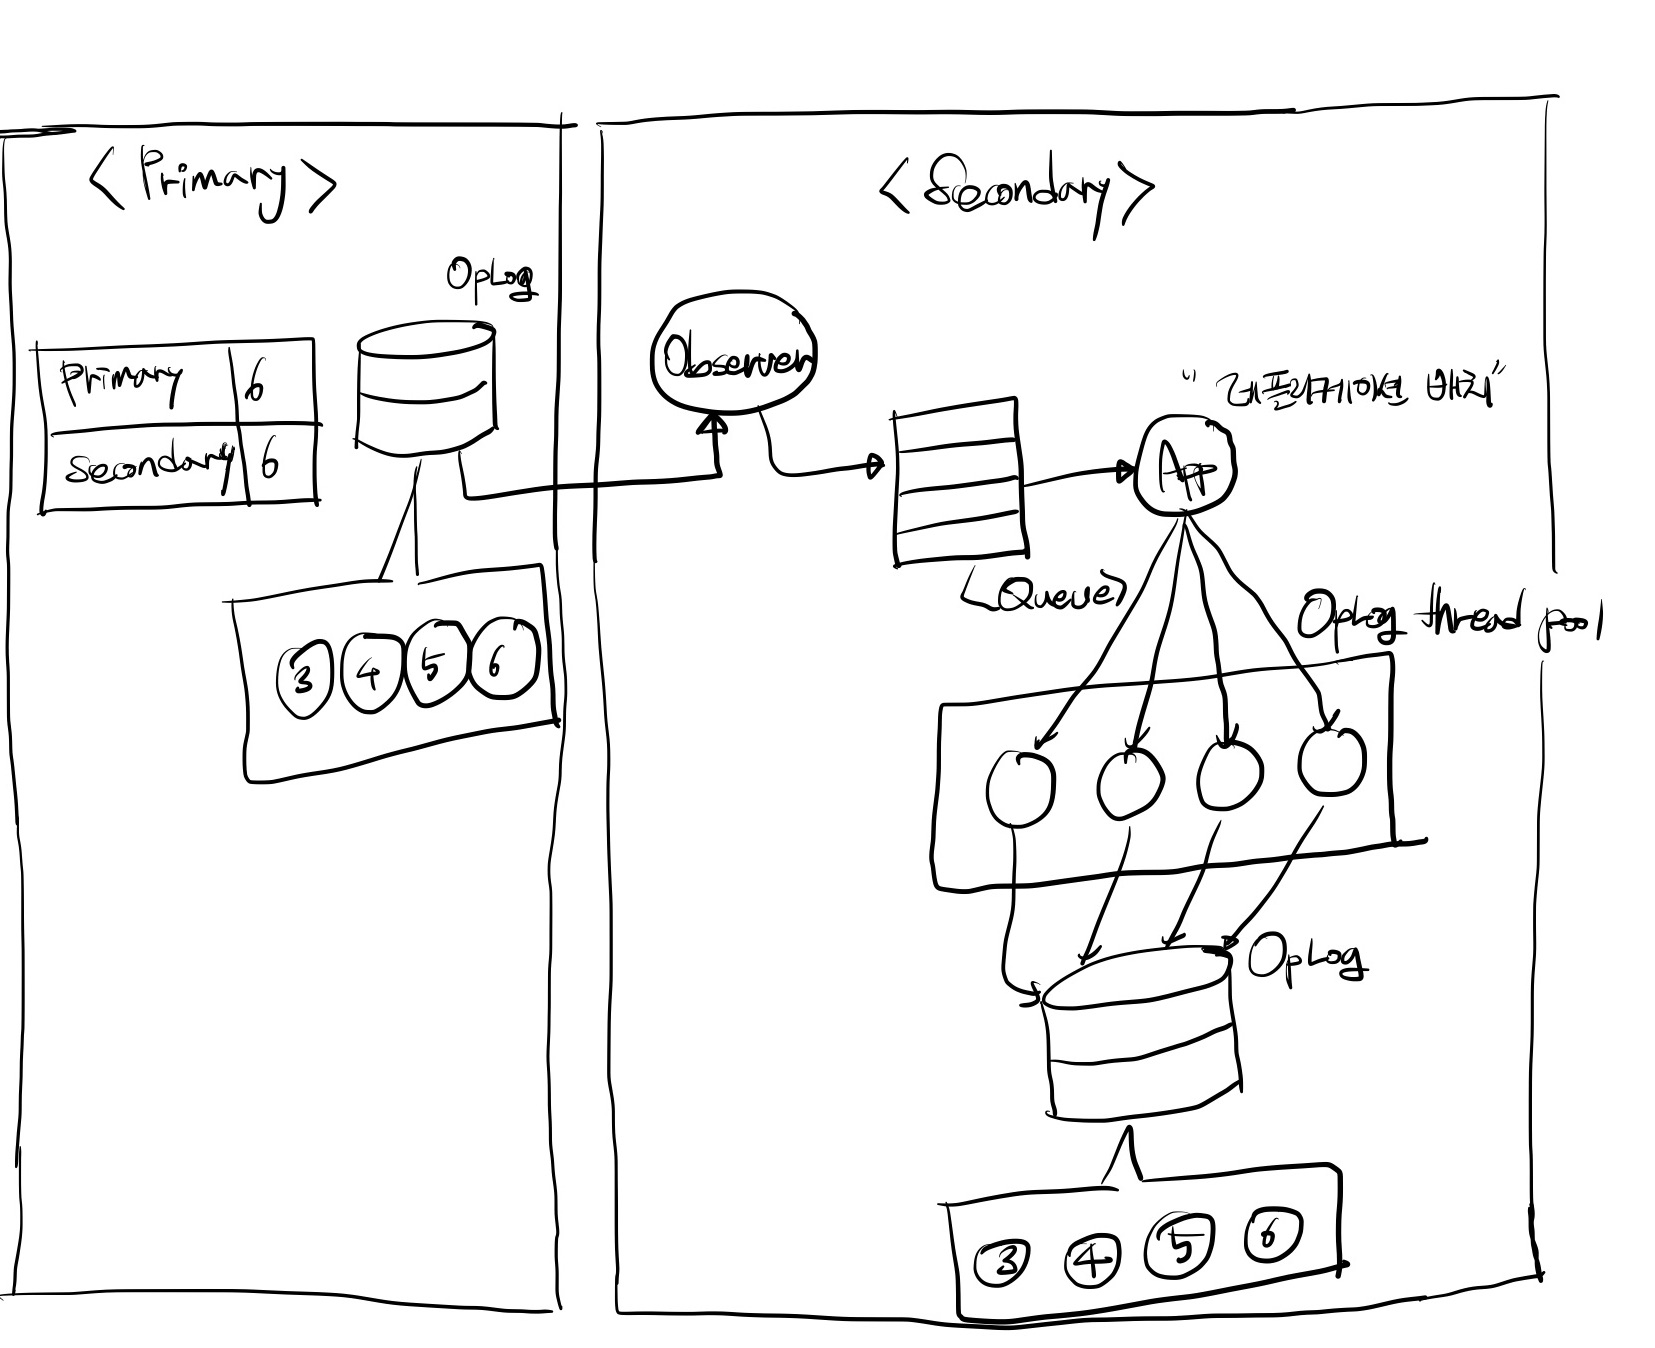 <Primary>
OpLog
Primary 6
Secondary 6
3 4 5 6
<Secondary>
Observer
"레플리케이션 배치"
App
<Queue>
OpLog thread pool
OpLog
3 4 5 6